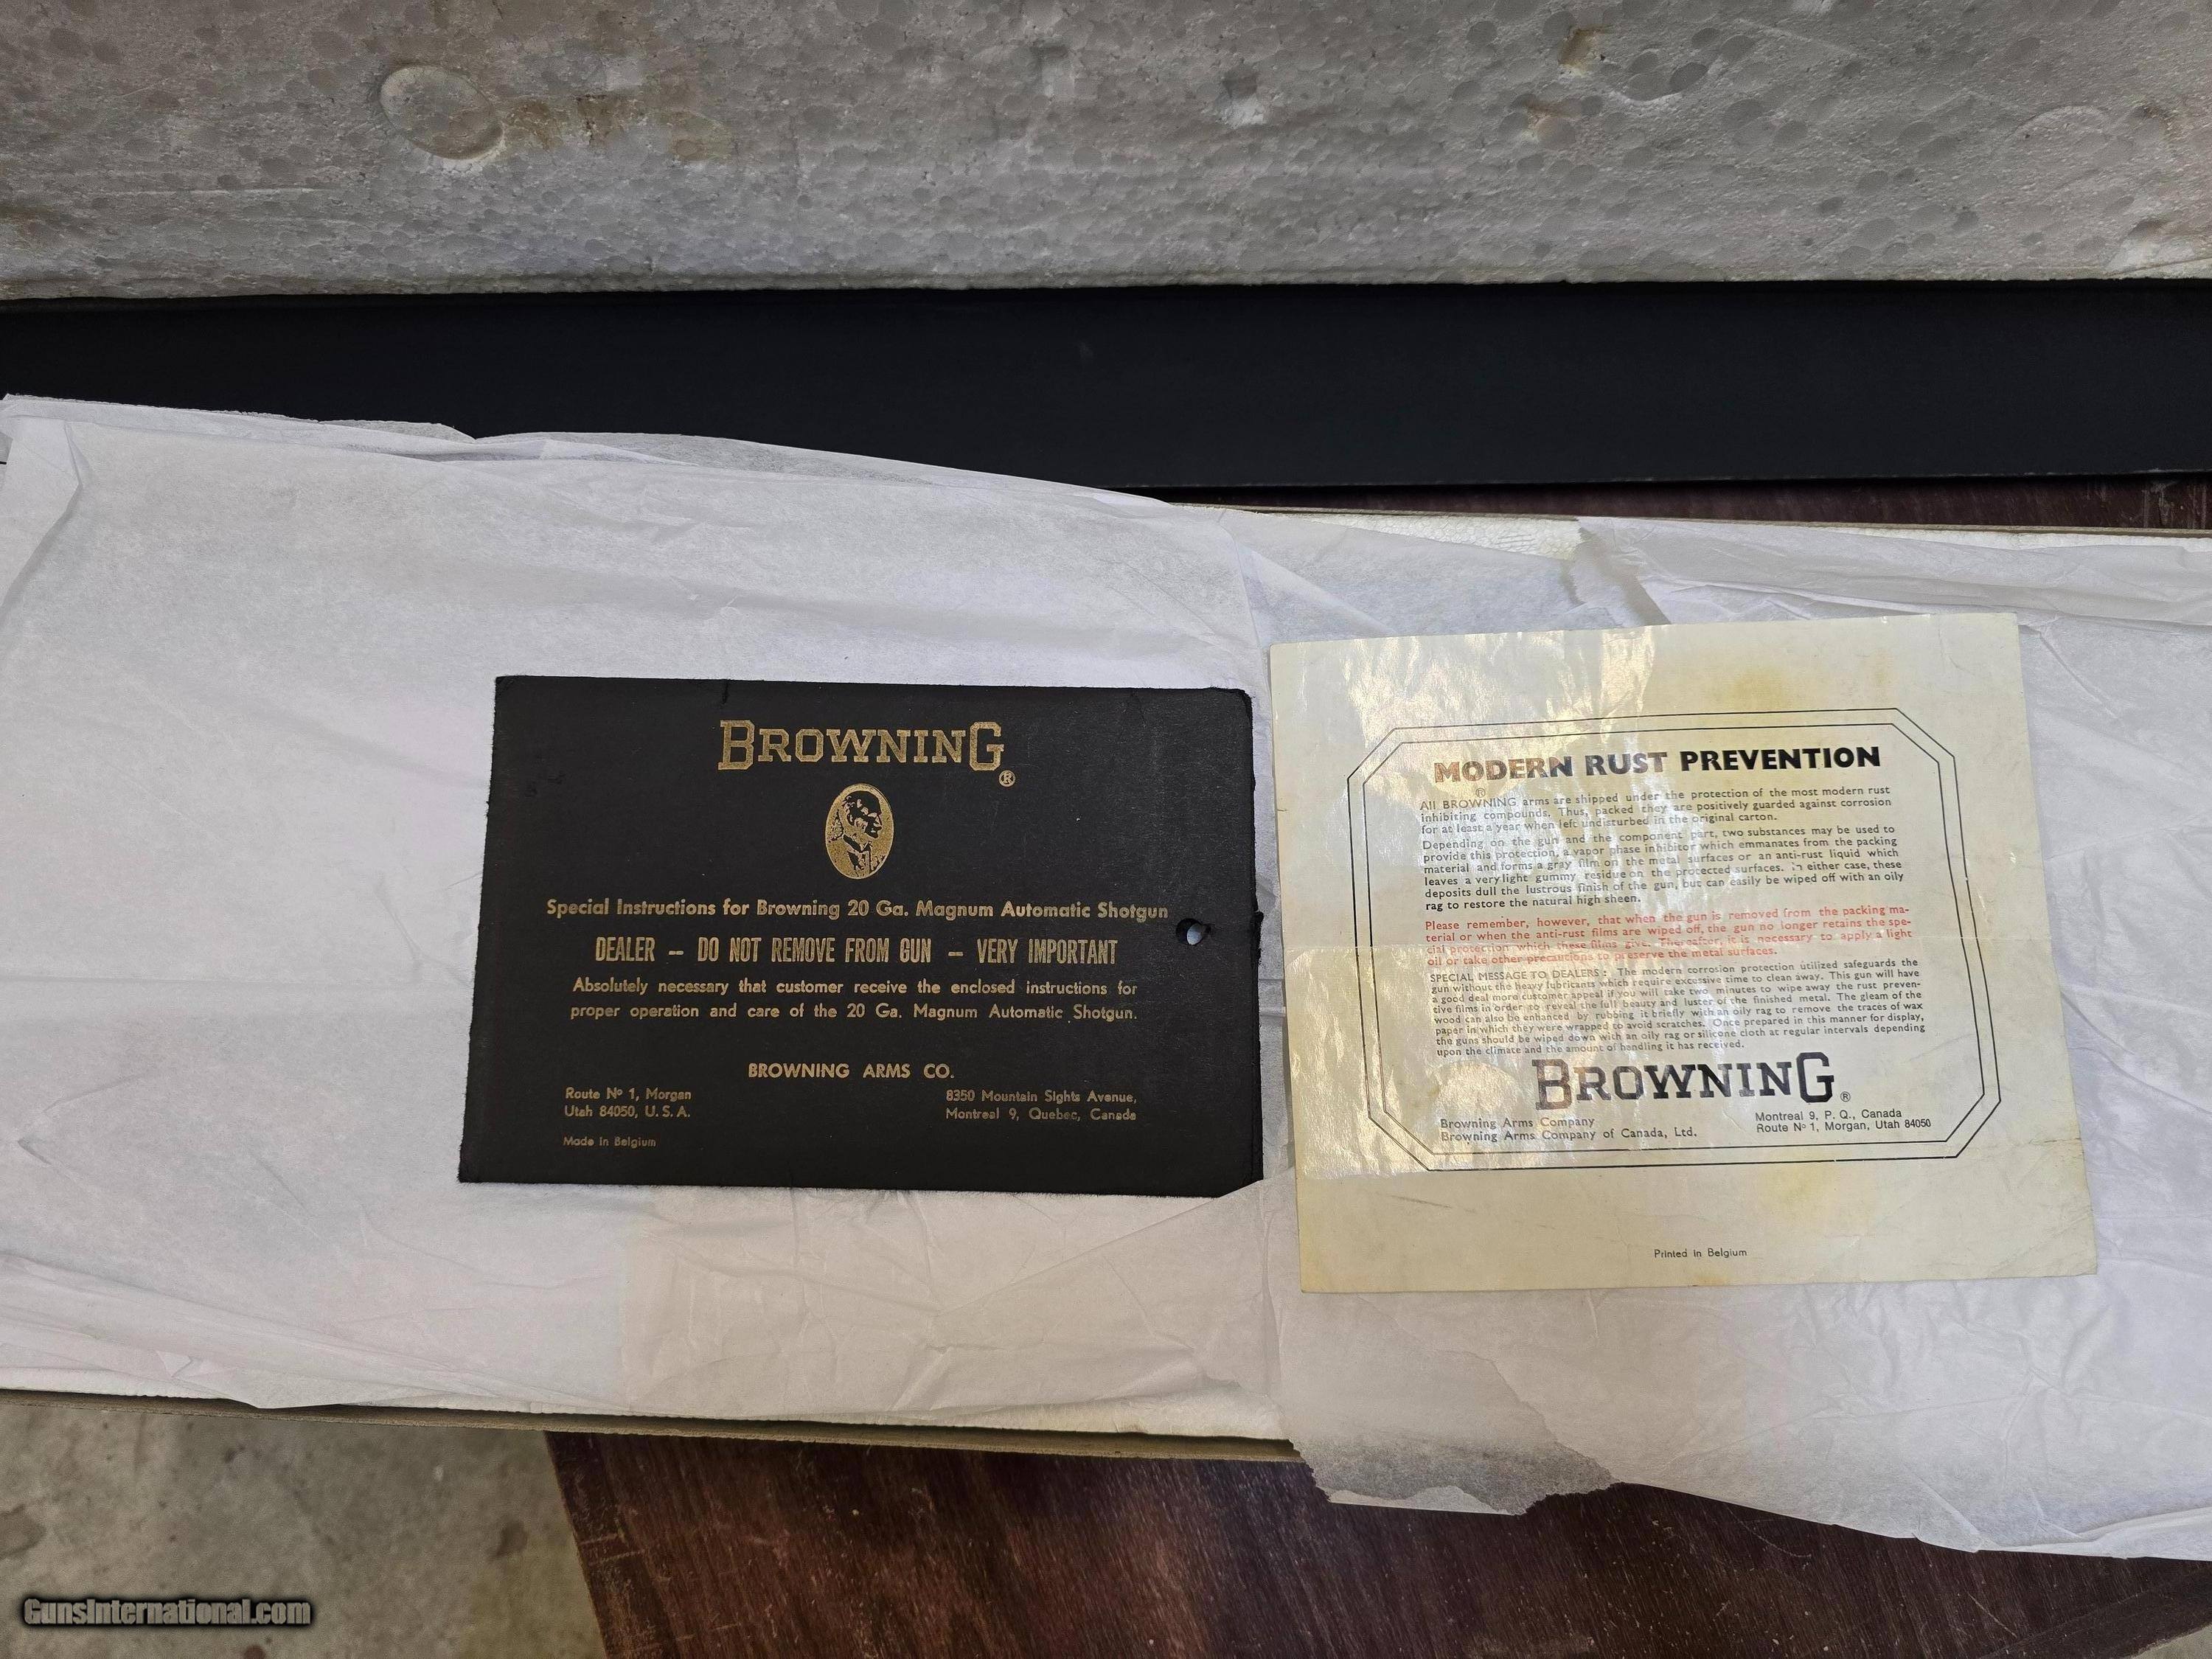 BROWNING®
Special Instructions for Browning 20 Ga. Magnum Automatic Shotgun
DEALER -- DO NOT REMOVE FROM GUN -- VERY IMPORTANT
Absolutely necessary that customer receive the enclosed instructions for
proper operation and care of the 20 Ga. Magnum Automatic Shotgun.
BROWNING ARMS CO.
Route Nº 1, Morgan
Utah 84050, U.S.A.
8350 Mountain Sights Avenue,
Montreal 9, Quebec, Canada
Made in Belgium
MODERN RUST PREVENTION
All BROWNING® arms are shipped under the protection of the most modern rust
inhibiting compounds. Thus, packed they are positively guarded against corrosion
for at least a year when left undisturbed in the original carton.
Depending on the gun and the component part, two substances may be used to
provide this protection, a vapor phase inhibitor which emmanates from the packing
material and forms a gray film on the metal surfaces or an anti-rust liquid which
leaves a very light gummy residue on the protected surfaces. In either case, these
deposits dull the lustrous finish of the gun, but can easily be wiped off with an oily
rag to restore the natural high sheen.
Please remember, however, that when the gun is removed from the packing ma-
terial or when the anti-rust films are wiped off, the gun no longer retains the spe-
cial protection which these films give. Thereafter, it is necessary to apply a light
oil or take other precautions to preserve the metal surfaces.
SPECIAL MESSAGE TO DEALERS : The modern corrosion protection utilized safeguards the
gun without the heavy lubricants which require excessive time to clean away. This gun will have
a good deal more customer appeal if you will take two minutes to wipe away the rust preven-
tive films in order to reveal the full beauty and luster of the finished metal. The gleam of the
wood can also be enhanced by rubbing it briefly with an oily rag to remove the traces of wax
paper in which they were wrapped to avoid scratches. Once prepared in this manner for display,
the guns should be wiped down with an oily rag or silicone cloth at regular intervals depending
upon the climate and the amount of handling it has received.
BROWNING®
Browning Arms Company
Browning Arms Company of Canada, Ltd.
Montreal 9, P. Q., Canada
Route Nº 1, Morgan, Utah 84050
Printed in Belgium
GunsInternational.com